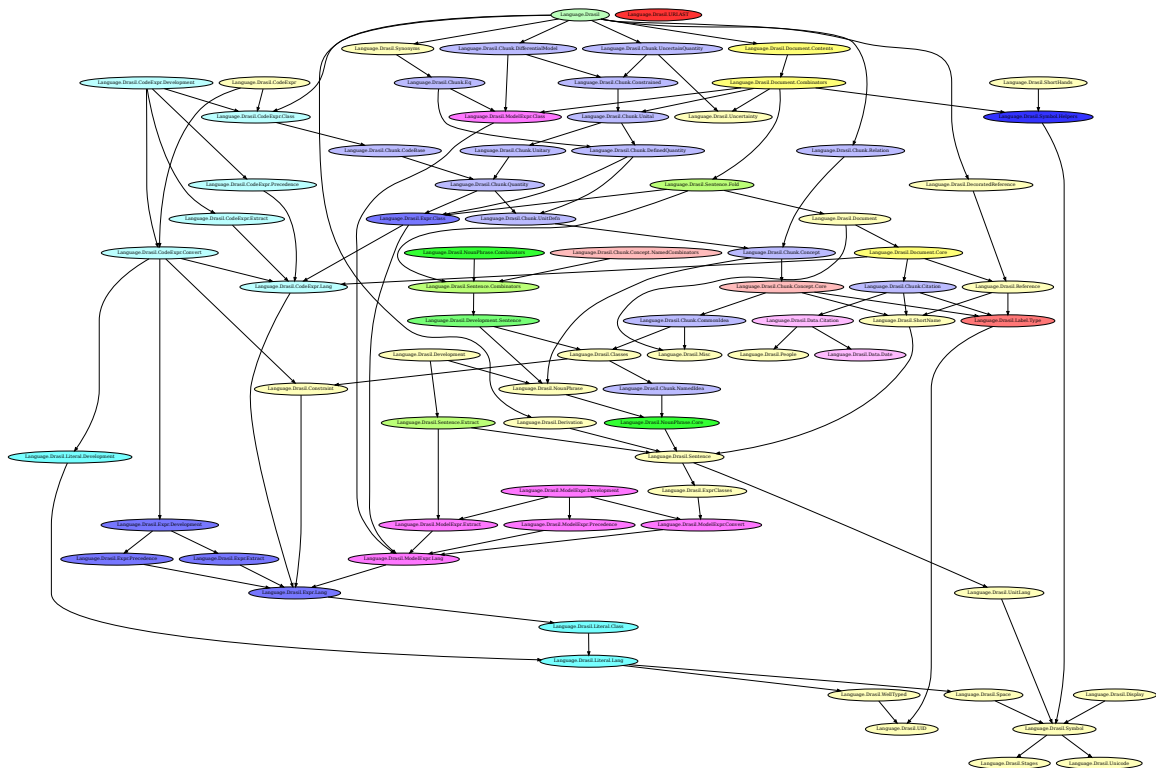 Language.Drasil
Language.Drasil.Synonyms
Language.Drasil.Chunk.DifferentialModel
Language.Drasil.Chunk.UncertainQuantity
Language.Drasil.Document.Contents
Language.Drasil.CodeExpr.Development
Language.Drasil.CodeExpr
Language.Drasil.Chunk.Eq
Language.Drasil.Chunk.Constrained
Language.Drasil.Document.Combinators
Language.Drasil.ShortHands
Language.Drasil.CodeExpr.Class
Language.Drasil.ModelExpr.Class
Language.Drasil.Chunk.Unital
Language.Drasil.Uncertainty
Language.Drasil.Symbol.Helpers
Language.Drasil.Chunk.CodeBase
Language.Drasil.Chunk.Unitary
Language.Drasil.Chunk.DefinedQuantity
Language.Drasil.Chunk.Relation
Language.Drasil.CodeExpr.Precedence
Language.Drasil.Chunk.Quantity
Language.Drasil.Sentence.Fold
Language.Drasil.DecoratedReference
Language.Drasil.CodeExpr.Extract
Language.Drasil.Expr.Class
Language.Drasil.Chunk.UnitDefn
Language.Drasil.Document
Language.Drasil.CodeExpr.Convert
Language.Drasil.NounPhrase.Combinators
Language.Drasil.Chunk.Concept.NamedCombinators
Language.Drasil.Chunk.Concept
Language.Drasil.Document.Core
Language.Drasil.CodeExpr.Lang
Language.Drasil.Sentence.Combinators
Language.Drasil.Chunk.Concept.Core
Language.Drasil.Chunk.Citation
Language.Drasil.Reference
Language.Drasil.Development.Sentence
Language.Drasil.Chunk.CommonIdea
Language.Drasil.Data.Citation
Language.Drasil.ShortName
Language.Drasil.Label.Type
Language.Drasil.Development
Language.Drasil.Classes
Language.Drasil.Misc
Language.Drasil.People
Language.Drasil.Data.Date
Language.Drasil.Constraint
Language.Drasil.NounPhrase
Language.Drasil.Chunk.NamedIdea
Language.Drasil.Sentence.Extract
Language.Drasil.Derivation
Language.Drasil.NounPhrase.Core
Language.Drasil.Literal.Development
Language.Drasil.Sentence
Language.Drasil.ModelExpr.Development
Language.Drasil.ExprClasses
Language.Drasil.Expr.Development
Language.Drasil.ModelExpr.Extract
Language.Drasil.ModelExpr.Precedence
Language.Drasil.ModelExpr.Convert
Language.Drasil.Expr.Precedence
Language.Drasil.Expr.Extract
Language.Drasil.ModelExpr.Lang
Language.Drasil.Expr.Lang
Language.Drasil.UnitLang
Language.Drasil.Literal.Class
Language.Drasil.Literal.Lang
Language.Drasil.WellTyped
Language.Drasil.Space
Language.Drasil.Display
Language.Drasil.UID
Language.Drasil.Symbol
Language.Drasil.Stages
Language.Drasil.Unicode